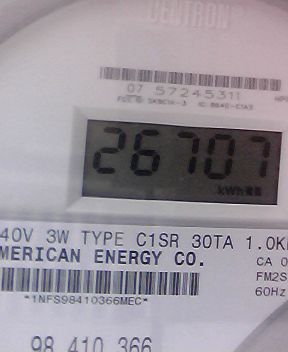 CENTRON
07 57245311
26707
kWh
40V 3W TYPE C1SR 30TA 1.0K
MERICAN ENERGY CO.
CA 0
FM2S
60Hz
*1NFS98410366MEC*
98 410 366